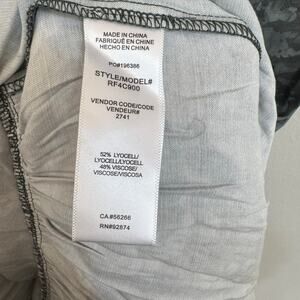 MADE IN CHINA
FABRIQUÉ EN CHINE
HECHO EN CHINA
PO#196386
STYLE/MODEL#
RF4C900
VENDOR CODE/CODE
VENDEUR#
2741
52% LYOCELL/
LYOCELL/LYOCELL
48% VISCOSE/
VISCOSE/VISCOSA
CA#56266
RN#92874